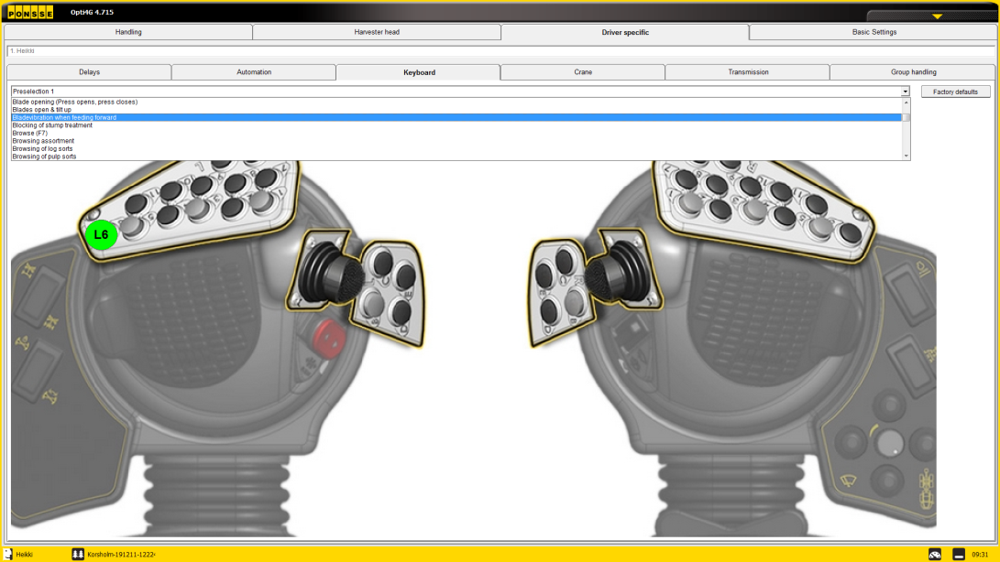 PONSSE Opti4G 4.715
Handling Harvester head Driver specific Basic Settings
1. Heikki
Delays Automation Keyboard Crane Transmission Group handling
Preselection 1 Factory defaults
Blade opening (Press opens, press closes)
Blades open & tilt up
Bladevibration when feeding forward
Blocking of stump treatment
Browse (F7)
Browsing assortment
Browsing of log sorts
Browsing of pulp sorts
L6
Heikki Korsholm-191211-1222 09:31